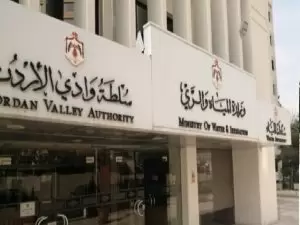 سلطة وادي الأردن
JORDAN VALLEY AUTHORITY
وزارة المياه والري
MINISTRY OF WATER & IRRIGATION